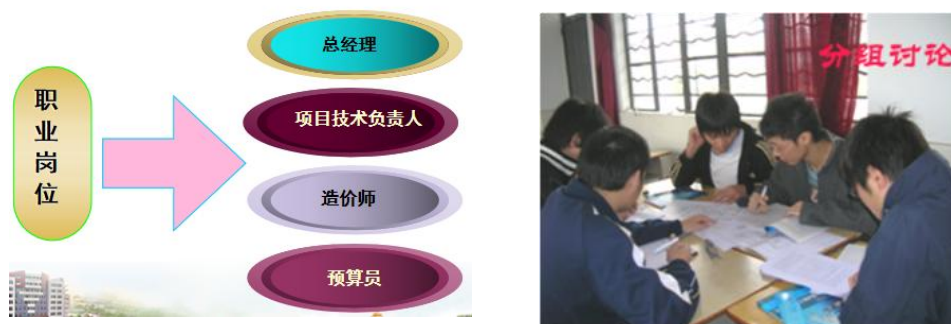 职业岗位
总经理
项目技术负责人
造价师
预算员
分组讨论